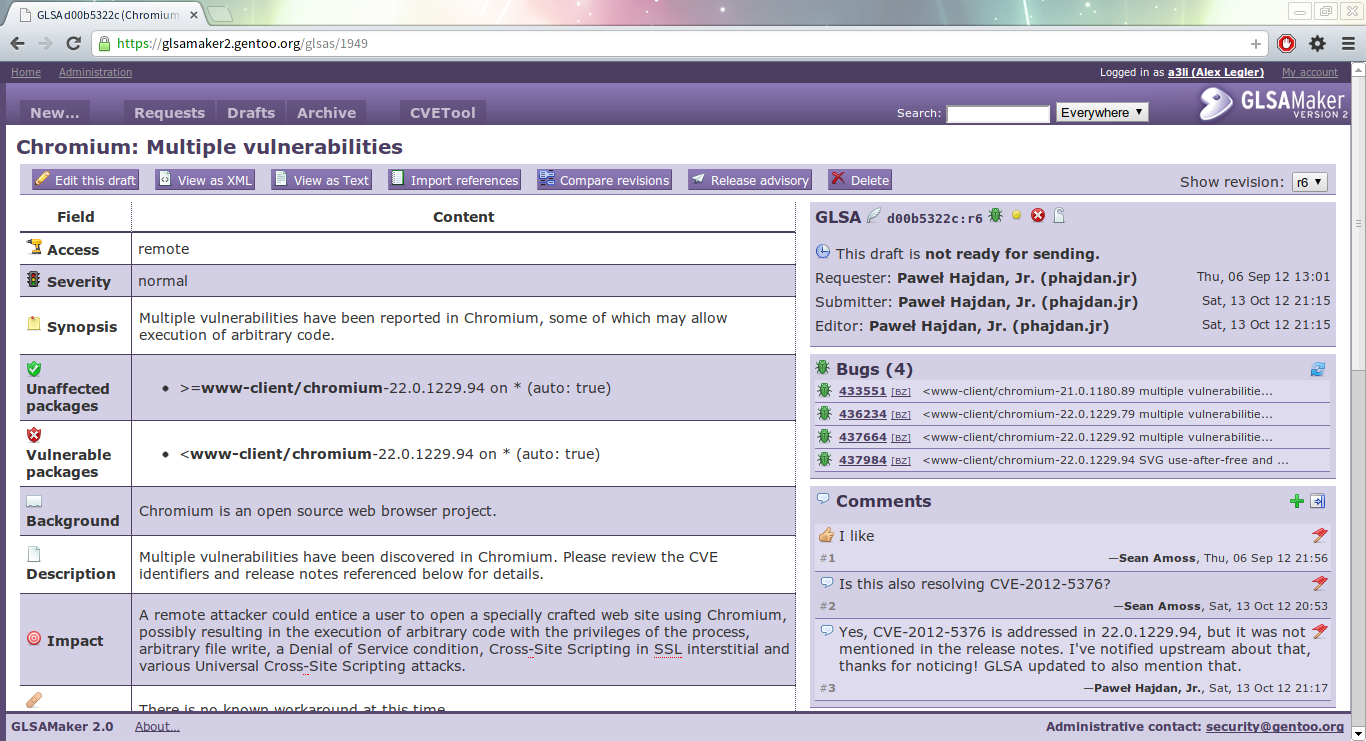 GLSA d00b5322c (Chromium
https://glsamaker2.gentoo.org/glsas/1949
Home Administration
Logged in as a3li (Alex Legler) My account
New... Requests Drafts Archive CVETool
Search: Everywhere
GLSAMaker
VERSION 2
Chromium: Multiple vulnerabilities
Edit this draft View as XML View as Text Import references Compare revisions Release advisory Delete
Show revision: r6
Field Content
Access remote
Severity normal
Synopsis
Multiple vulnerabilities have been reported in Chromium, some of which may allow
execution of arbitrary code.
Unaffected
packages
• >=www-client/chromium-22.0.1229.94 on * (auto: true)
Vulnerable
packages
• <www-client/chromium-22.0.1229.94 on * (auto: true)
Background
Chromium is an open source web browser project.
Description
Multiple vulnerabilities have been discovered in Chromium. Please review the CVE
identifiers and release notes referenced below for details.
Impact
A remote attacker could entice a user to open a specially crafted web site using Chromium,
possibly resulting in the execution of arbitrary code with the privileges of the process,
arbitrary file write, a Denial of Service condition, Cross-Site Scripting in SSL interstitial and
various Universal Cross-Site Scripting attacks.
There is no known workaround at this time
GLSA d00b5322c:r6
This draft is not ready for sending.
Requester: Paweł Hajdan, Jr. (phajdan.jr) Thu, 06 Sep 12 13:01
Submitter: Paweł Hajdan, Jr. (phajdan.jr) Sat, 13 Oct 12 21:15
Editor: Paweł Hajdan, Jr. (phajdan.jr) Sat, 13 Oct 12 21:15
Bugs (4)
433551 [BZ] <www-client/chromium-21.0.1180.89 multiple vulnerabilitie...
436234 [BZ] <www-client/chromium-22.0.1229.79 multiple vulnerabilitie...
437664 [BZ] <www-client/chromium-22.0.1229.92 multiple vulnerabilitie...
437984 [BZ] <www-client/chromium-22.0.1229.94 SVG use-after-free and ...
Comments
I like
#1 —Sean Amoss, Thu, 06 Sep 12 21:56
Is this also resolving CVE-2012-5376?
#2 —Sean Amoss, Sat, 13 Oct 12 20:53
Yes, CVE-2012-5376 is addressed in 22.0.1229.94, but it was not
mentioned in the release notes. I've notified upstream about that,
thanks for noticing! GLSA updated to also mention that.
#3 —Paweł Hajdan, Jr., Sat, 13 Oct 12 21:17
GLSAMaker 2.0 About...
Administrative contact: security@gentoo.org